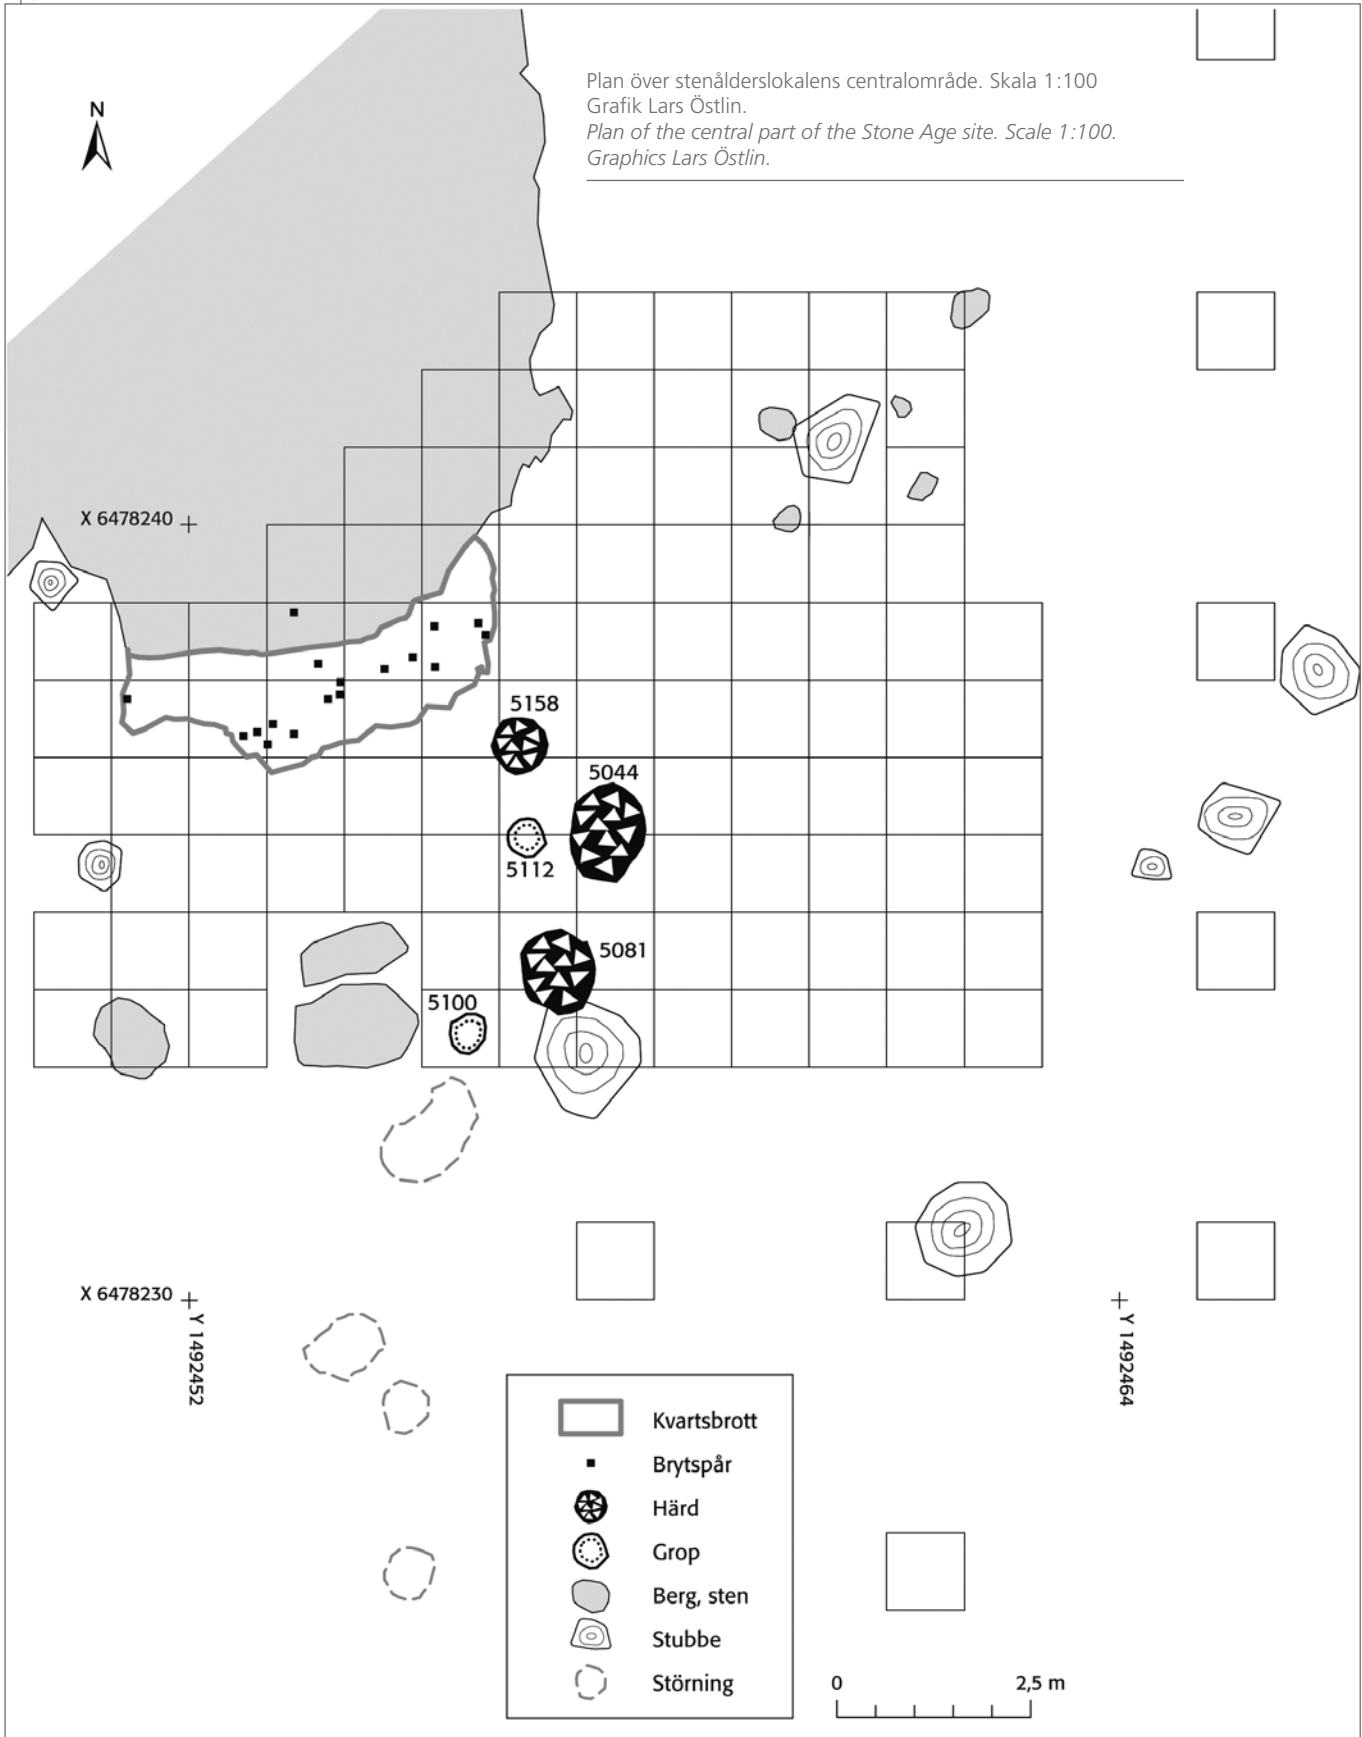 Plan över stenålderslokalens centralområde. Skala 1:100
Grafik Lars Östlin.
Plan of the central part of the Stone Age site. Scale 1:100.
Graphics Lars Östlin.
N
X 6478240
5158
5044
5112
5081
5100
X 6478230
Y 1492452
Y 1492464
Kvartsbrott
Brytspår
Härd
Grop
Berg, sten
Stubbe
Störning
0 2,5 m